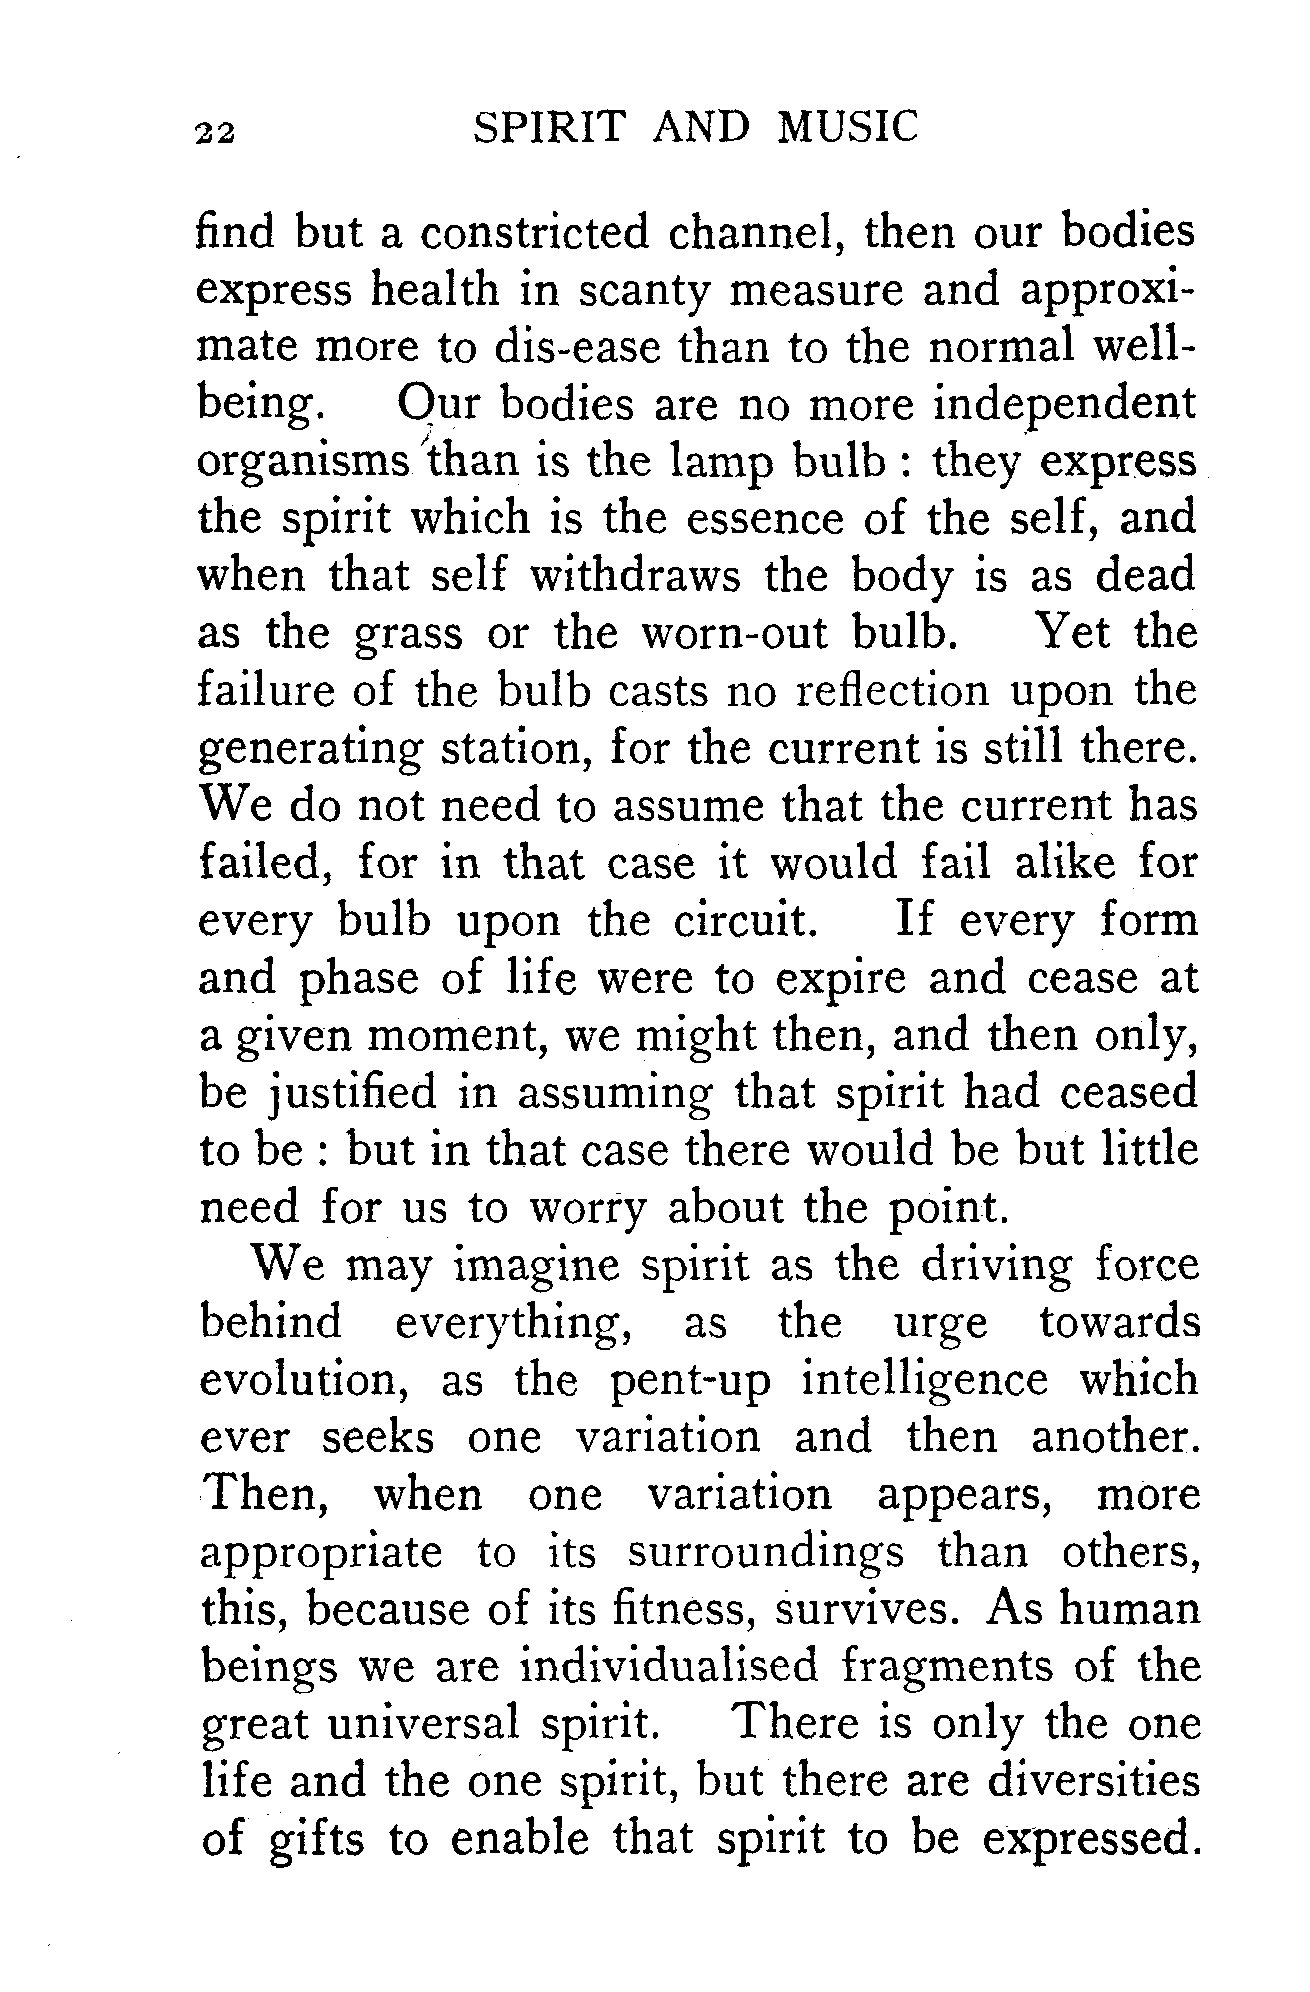 22 SPIRIT AND MUSIC
find but a constricted channel, then our bodies
express health in scanty measure and approxi-
mate more to dis-ease than to the normal well-
being. Our bodies are no more independent
organisms than is the lamp bulb : they express
the spirit which is the essence of the self, and
when that self withdraws the body is as dead
as the grass or the worn-out bulb. Yet the
failure of the bulb casts no reflection upon the
generating station, for the current is still there.
We do not need to assume that the current has
failed, for in that case it would fail alike for
every bulb upon the circuit. If every form
and phase of life were to expire and cease at
a given moment, we might then, and then only,
be justified in assuming that spirit had ceased
to be : but in that case there would be but little
need for us to worry about the point.
We may imagine spirit as the driving force
behind everything, as the urge towards
evolution, as the pent-up intelligence which
ever seeks one variation and then another.
Then, when one variation appears, more
appropriate to its surroundings than others,
this, because of its fitness, survives. As human
beings we are individualised fragments of the
great universal spirit. There is only the one
life and the one spirit, but there are diversities
of gifts to enable that spirit to be expressed.